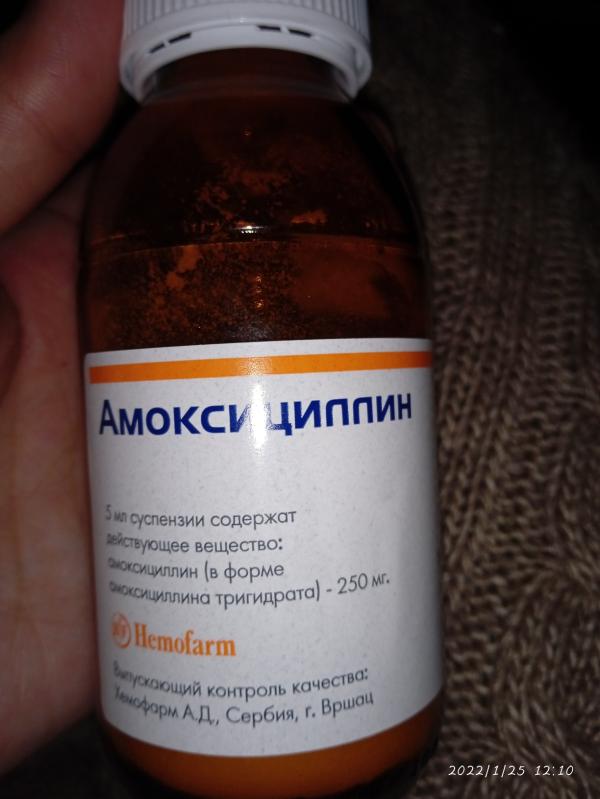 Амоксициллин
5 мл суспензии содержат
действующее вещество:
амоксициллин (в форме
амоксициллина тригидрата) - 250 мг.
Hemofarm
Выпускающий контроль качества:
Хемофарм А.Д., Сербия, г. Вршац
2022/1/25 12:10